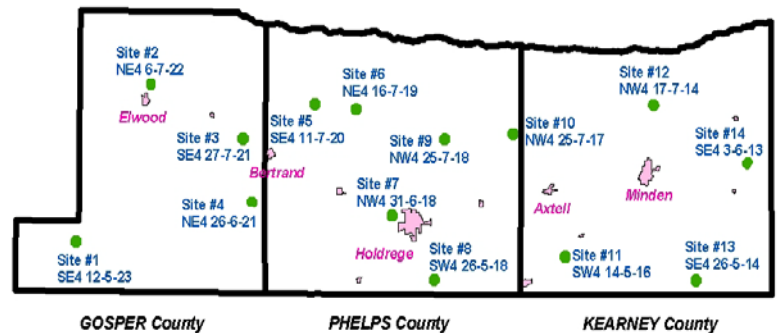 Site #2
NE4 6-7-22
Elwood
Site #3
SE4 27-7-21
Site #4
NE4 26-6-21
Site #1
SE4 12-5-23
Site #6
NE4 16-7-19
Site #5
SE4 11-7-20
Bertrand
Site #9
NW4 25-7-18
Site #7
NW4 31-6-18
Holdrege
Site #8
SW4 26-5-18
Site #12
NW4 17-7-14
Site #10
NW4 25-7-17
Site #14
SE4 3-6-13
Minden
Axtell
Site #11
SW4 14-5-16
Site #13
SE4 26-5-14
GOSPER County
PHELPS County
KEARNEY County